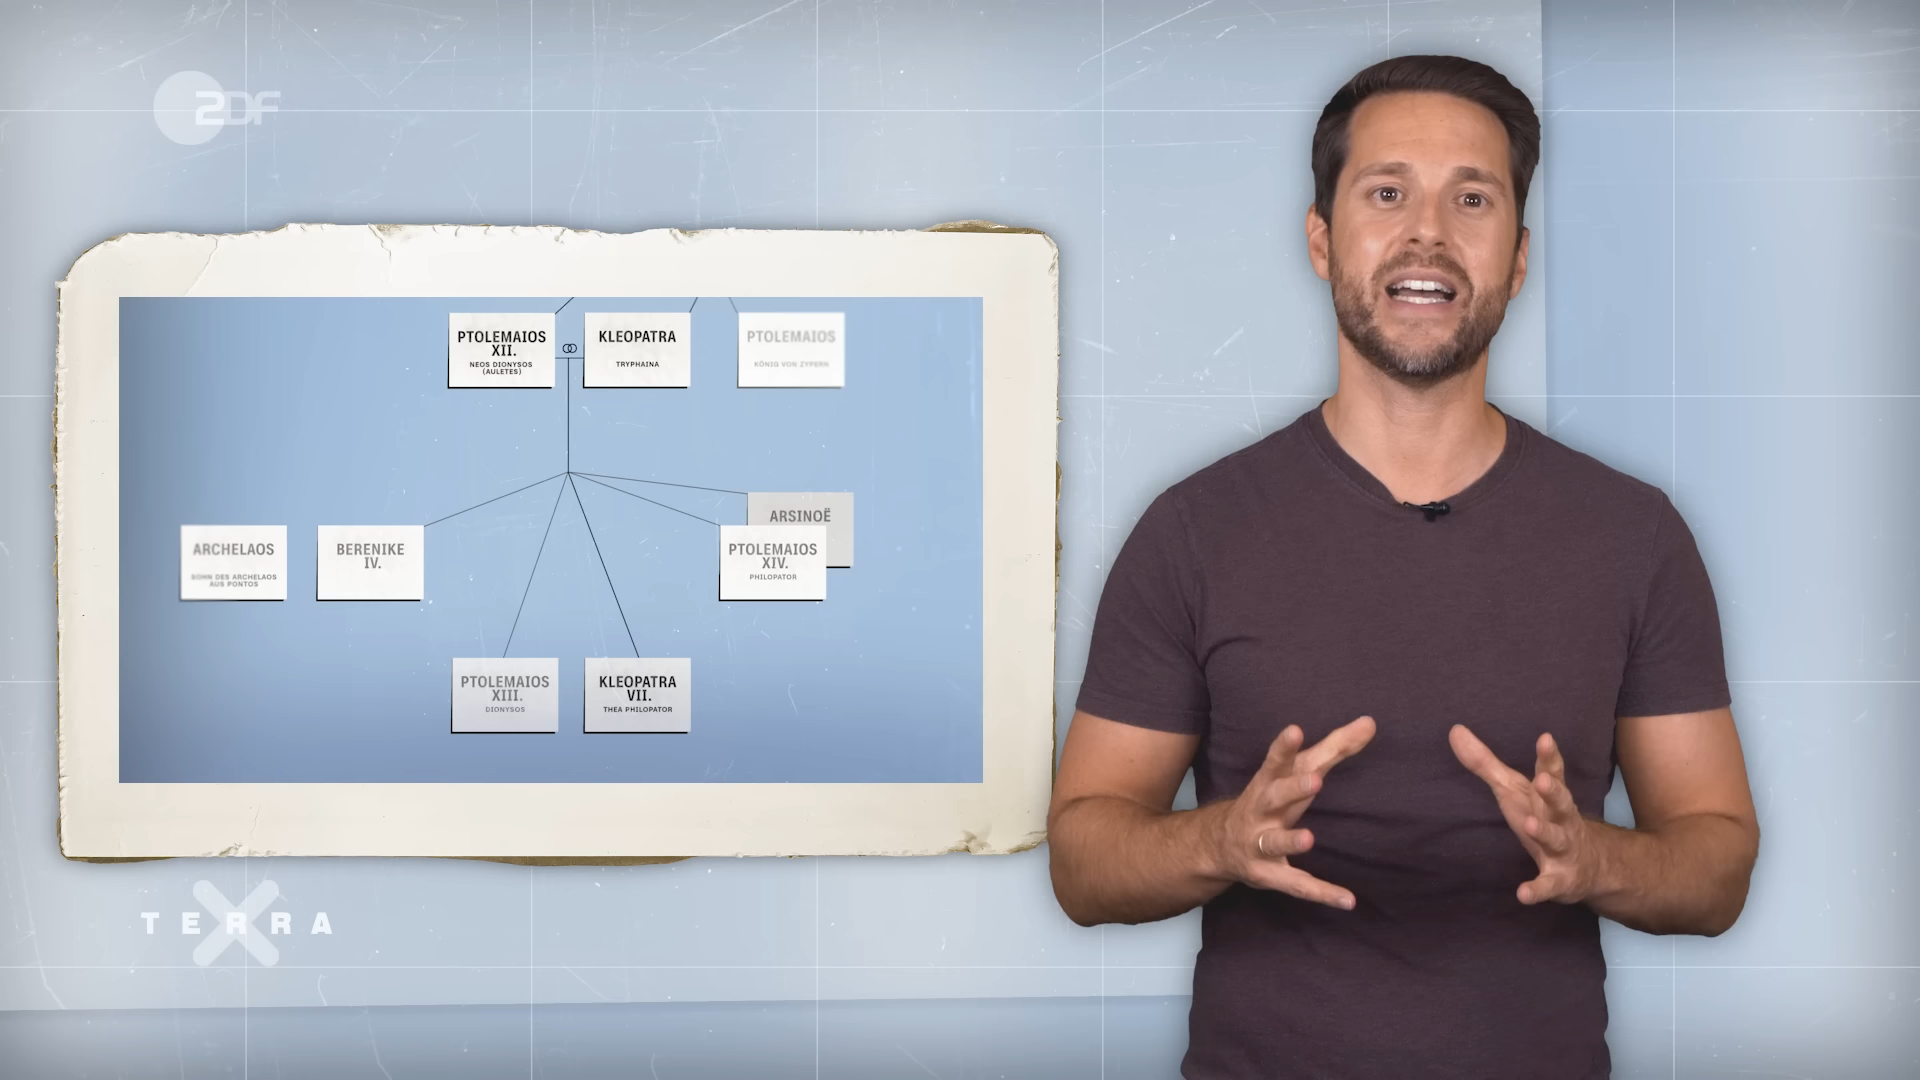 ZDF
PTOLEMAIOS
XII.
NEOS DIONYSOS
(AULETES)
KLEOPATRA
TRYPHAINA
PTOLEMAIOS
KÖNIG VON ZYPERN
ARCHELAOS
SOHN DES ARCHELAOS
AUS PONTOS
BERENIKE
IV.
ARSINOË
PTOLEMAIOS
XIV.
PHILOPATOR
PTOLEMAIOS
XIII.
DIONYSOS
KLEOPATRA
VII.
THEA PHILOPATOR
TERRA X